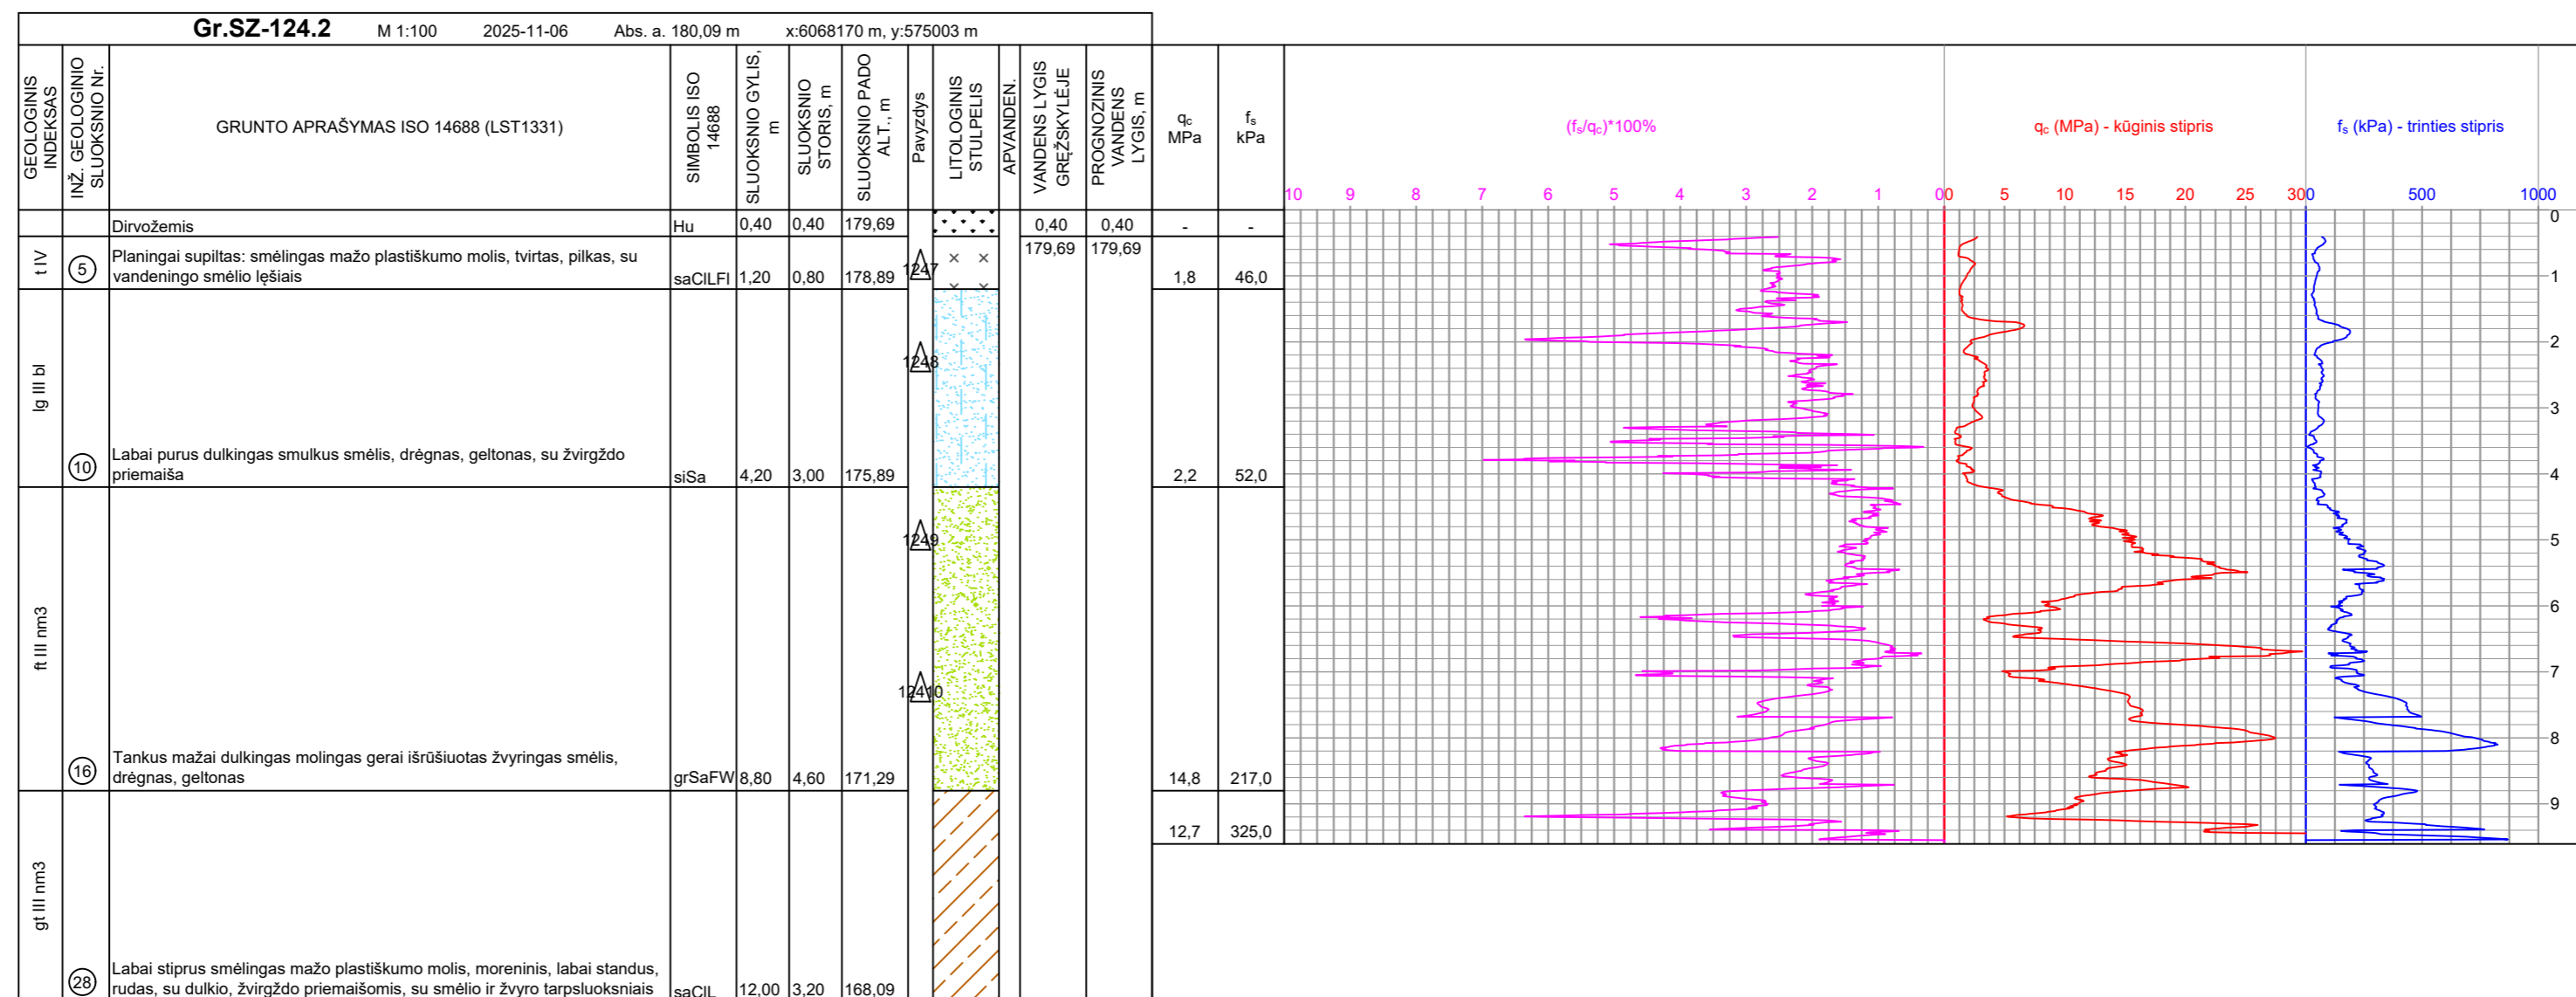 Gr.SZ-124.2 M 1:100 2025-11-06 Abs. a. 180,09 m x:6068170 m, y:575003 m
GEOLOGINIS
INDEKSAS
INŽ. GEOLOGINIO
SLUOKSNIO Nr.
GRUNTO APRAŠYMAS ISO 14688 (LST1331)
SIMBOLIS ISO
14688
SLUOKSNIO GYLIS,
m
SLUOKSNIO
STORIS, m
SLUOKSNIO PADO
ALT., m
Pavyzdys
LITOLOGINIS
STULPELIS
APVANDEN.
VANDENS LYGIS
GRĘŽSKYLĖJE
PROGNOZINIS
VANDENS
LYGIS, m
qc
MPa
fs
kPa
(fs/qc)*100%
qc (MPa) - kūginis stipris
fs (kPa) - trinties stipris
10 9 8 7 6 5 4 3 2 1 0
0 5 10 15 20 25 30
0 500 1000
Dirvožemis Hu 0,40 0,40 179,69 0,40 0,40 - -
179,69 179,69
t IV
5
Planingai supiltas: smėlingas mažo plastiškumo molis, tvirtas, pilkas, su
vandeningo smėlio lęšiais saClLFI 1,20 0,80 178,89 1247 1,8 46,0
lg III bl
1248
10
Labai purus dulkingas smulkus smėlis, drėgnas, geltonas, su žvirgždo
priemaiša siSa 4,20 3,00 175,89 2,2 52,0
ft III nm3
1249
12410
16
Tankus mažai dulkingas molingas gerai išrūšiuotas žvyringas smėlis,
drėgnas, geltonas grSaFW 8,80 4,60 171,29 14,8 217,0
12,7 325,0
gt III nm3
28
Labai stiprus smėlingas mažo plastiškumo molis, moreninis, labai standus,
rudas, su dulkio, žvirgždo priemaišomis, su smėlio ir žvyro tarpsluoksniais saClL 12,00 3,20 168,09
0
1
2
3
4
5
6
7
8
9